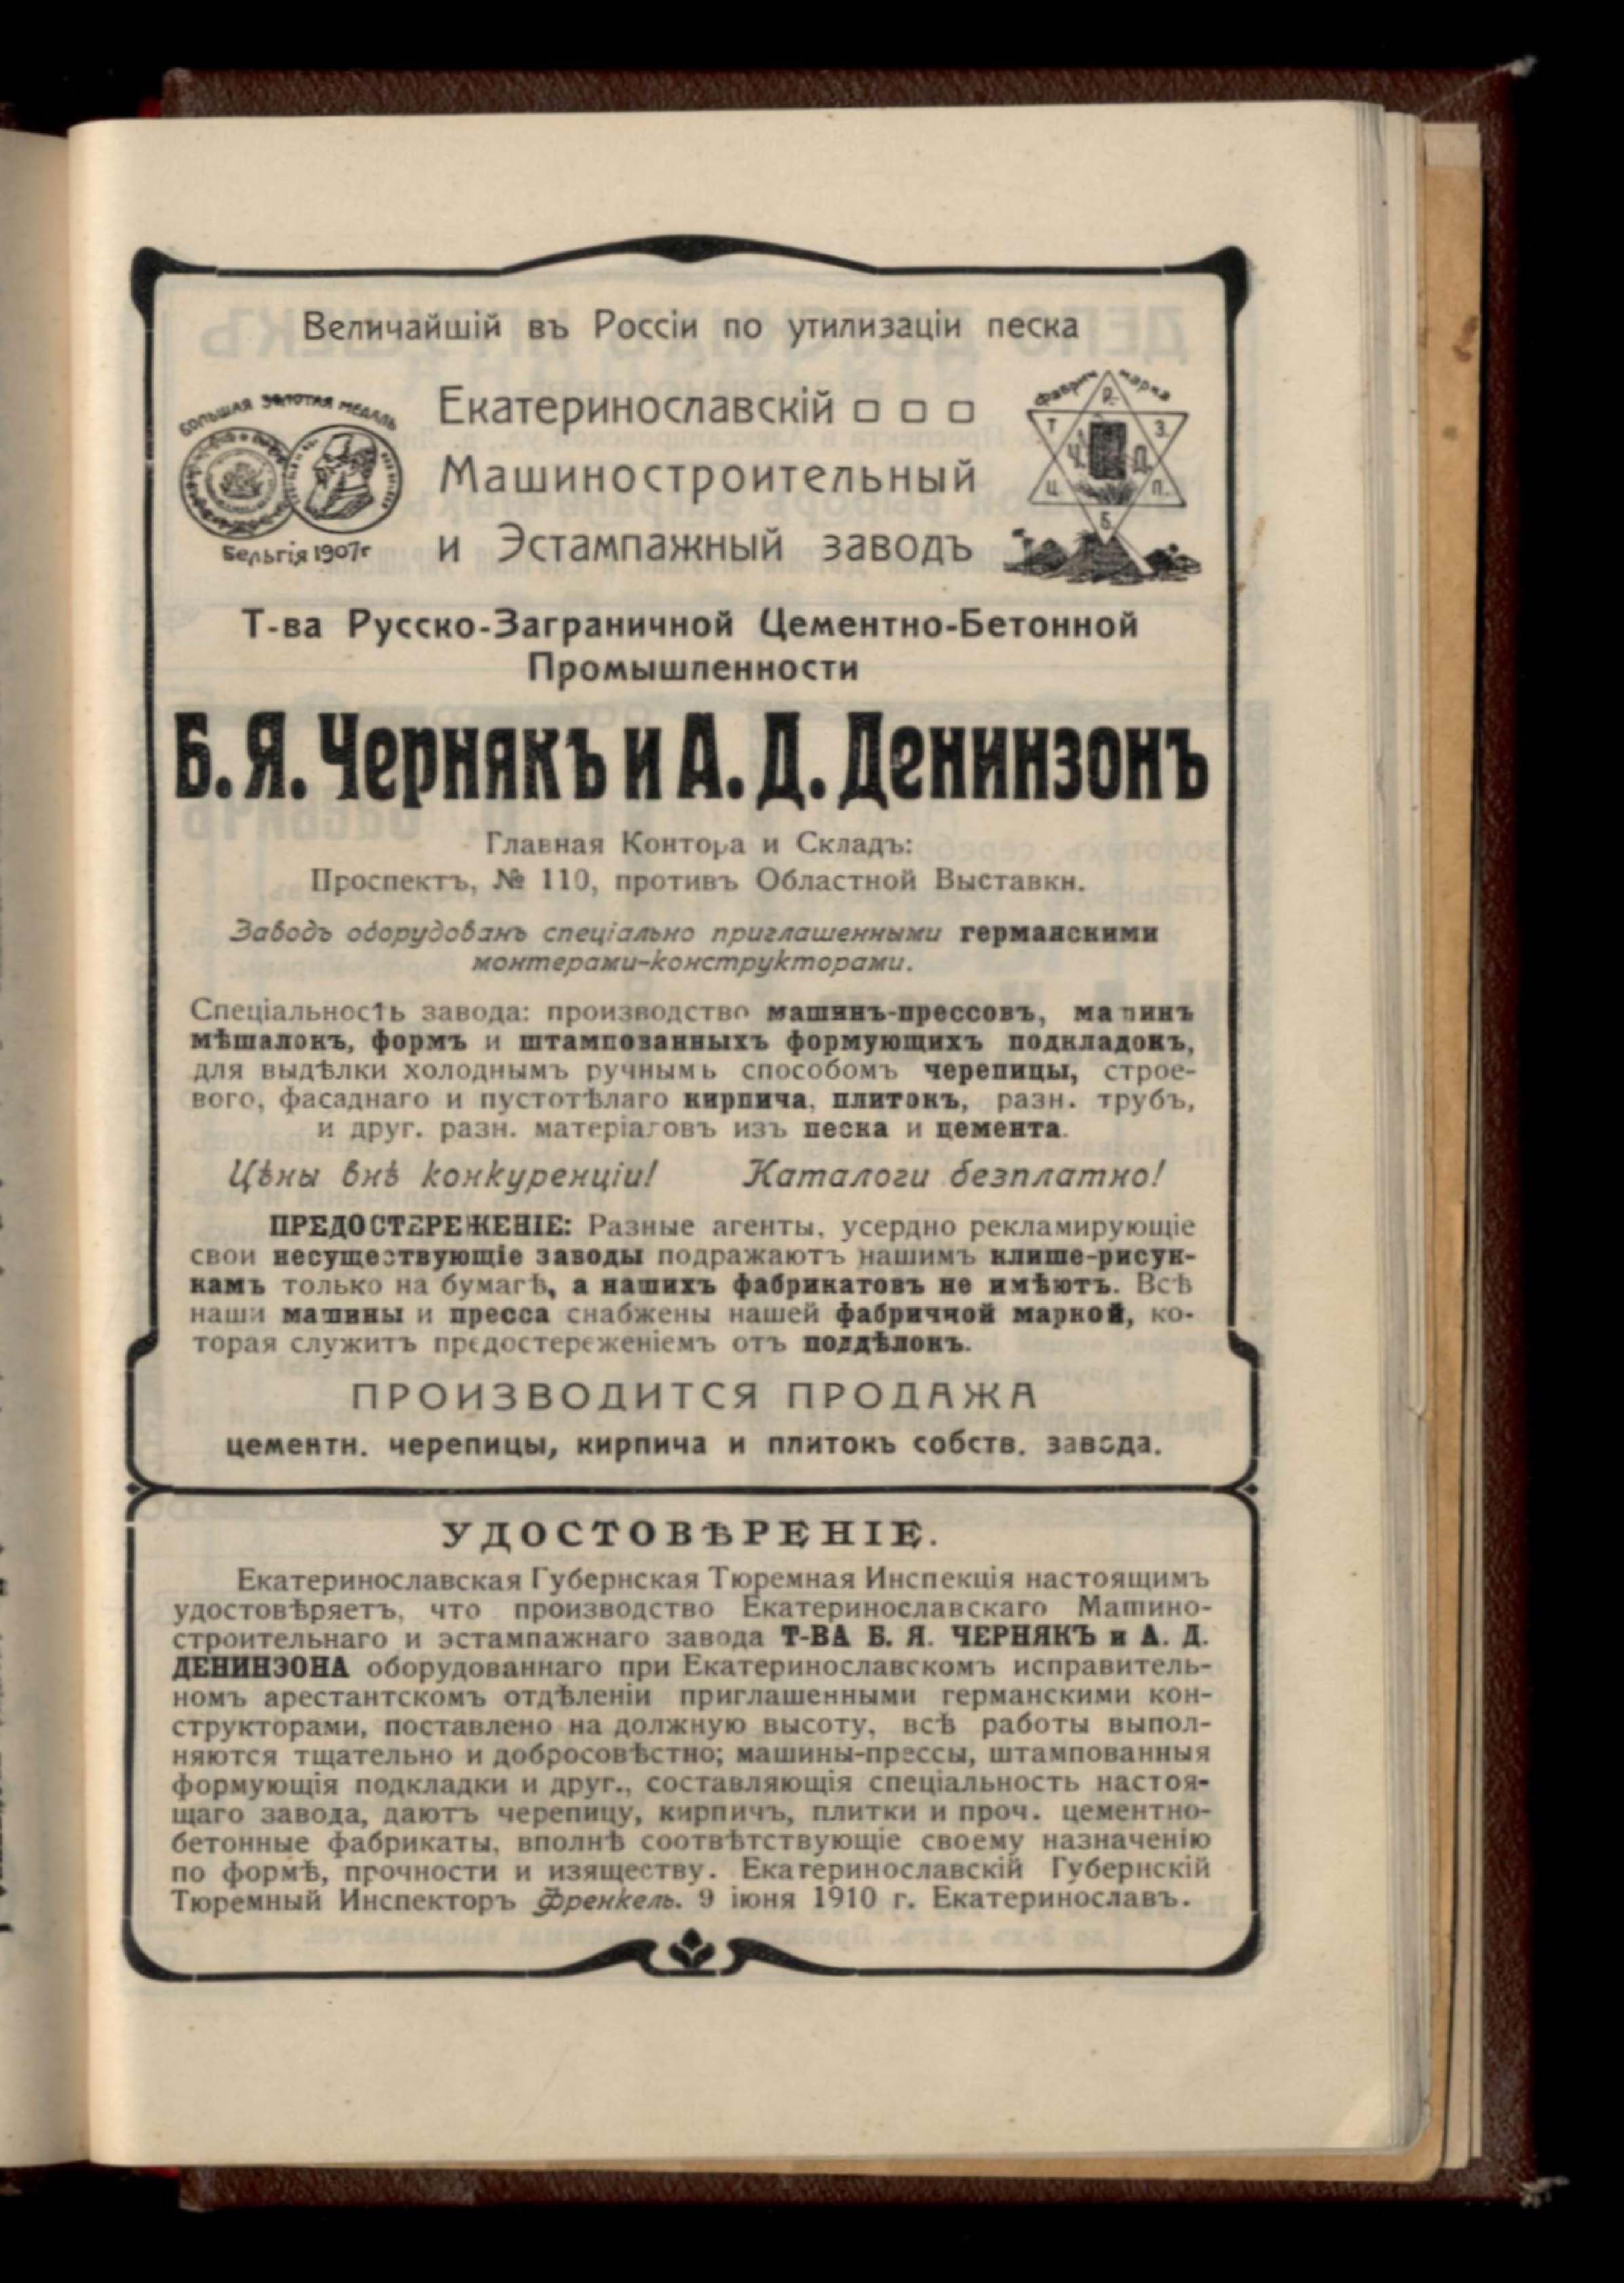 Величайшій въ Россіи по утилизаціи песка
БОЛЬШАЯ ЗОЛОТАЯ МЕДАЛЬ
Бельгія 1907г
Екатеринославскій
Машиностроительный
и Эстампажный заводъ
Фабрич марка
Р.
Т З.
Ч. Д.
Ц П.
Б.
Т-ва Русско-Заграничной Цементно-Бетонной
Промышленности
Б. Я. Чернякъ и А. Д. Денинзонъ
Главная Контора и Складъ:
Проспектъ, № 110, противъ Областной Выставкн.
Заводъ оборудованъ спеціально приглашенными германскими
монтерами-конструкторами.
Спеціальность завода: производство машинъ-прессовъ, машинъ
мѣшалокъ, формъ и штампованныхъ формующихъ подкладокъ,
для выдѣлки холоднымъ ручнымъ способомъ черепицы, строе-
вого, фасаднаго и пустотѣлаго кирпича, плитокъ, разн. трубъ,
и друг. разн. матеріаловъ изъ песка и цемента.
Цѣны внѣ конкуренціи! Каталоги безплатно!
ПРЕДОСТЕРЕЖЕНІЕ: Разные агенты, усердно рекламирующіе
свои несуществующіе заводы подражаютъ нашимъ клише-рисун-
камъ только на бумагѣ, а нашихъ фабрикатовъ не имѣютъ. Всѣ
наши машины и пресса снабжены нашей фабричной маркой, ко-
торая служитъ предостереженіемъ отъ поддѣлокъ.
ПРОИЗВОДИТСЯ ПРОДАЖА
цементн. черепицы, кирпича и плитокъ собств. завода.
УДОСТОВѢРЕНІЕ.
Екатеринославская Губернская Тюремная Инспекція настоящимъ
удостовѣряетъ, что производство Екатеринославскаго Машино-
строительнаго и эстампажнаго завода Т-ВА Б. Я. ЧЕРНЯКЪ и А. Д.
ДЕНИНЗОНА оборудованнаго при Екатеринославскомъ исправитель-
номъ арестантскомъ отдѣленіи приглашенными германскими кон-
структорами, поставлено на должную высоту, всѣ работы выпол-
няются тщательно и добросовѣстно; машины-прессы, штампованныя
формующія подкладки и друг., составляющія спеціальность настоя-
щаго завода, даютъ черепицу, кирпичъ, плитки и проч. цементно-
бетонные фабрикаты, вполнѣ соотвѣтствующіе своему назначенію
по формѣ, прочности и изяществу. Екатеринославскій Губернскій
Тюремный Инспекторъ Френкель. 9 іюня 1910 г. Екатеринославъ.